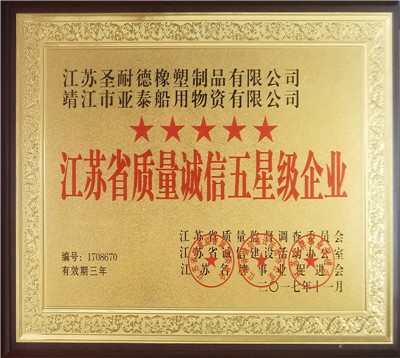 江苏圣耐德橡塑制品有限公司
靖江市亚泰船用物资有限公司
江苏省质量诚信五星级企业
江苏省质量监督调查委员会
编号：1708670
江苏省诚信建设活动办公室
有效期三年
江苏名牌事业促进会
二〇一七年十一月